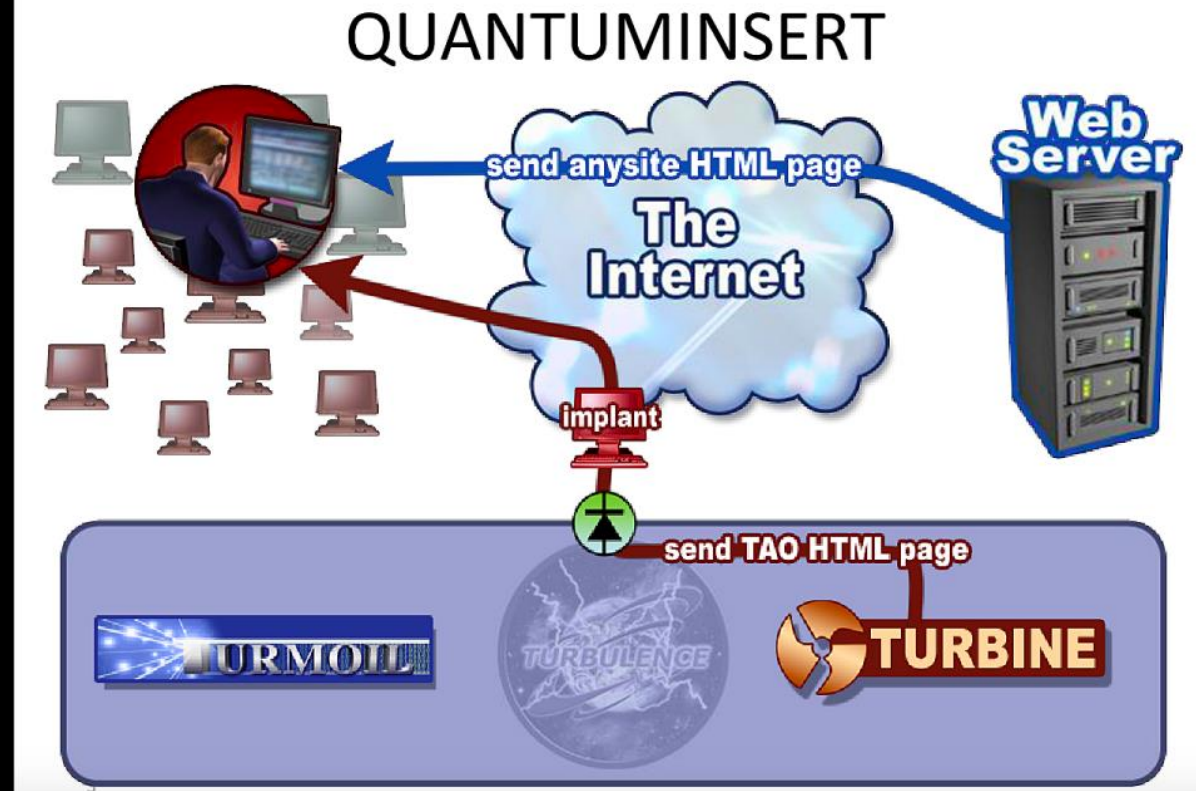 QUANTUMINSERT
Web
Server
send anysite HTML page
The
Internet
implant
send TAO HTML page
TURMOIL
TURBULENCE
TURBINE